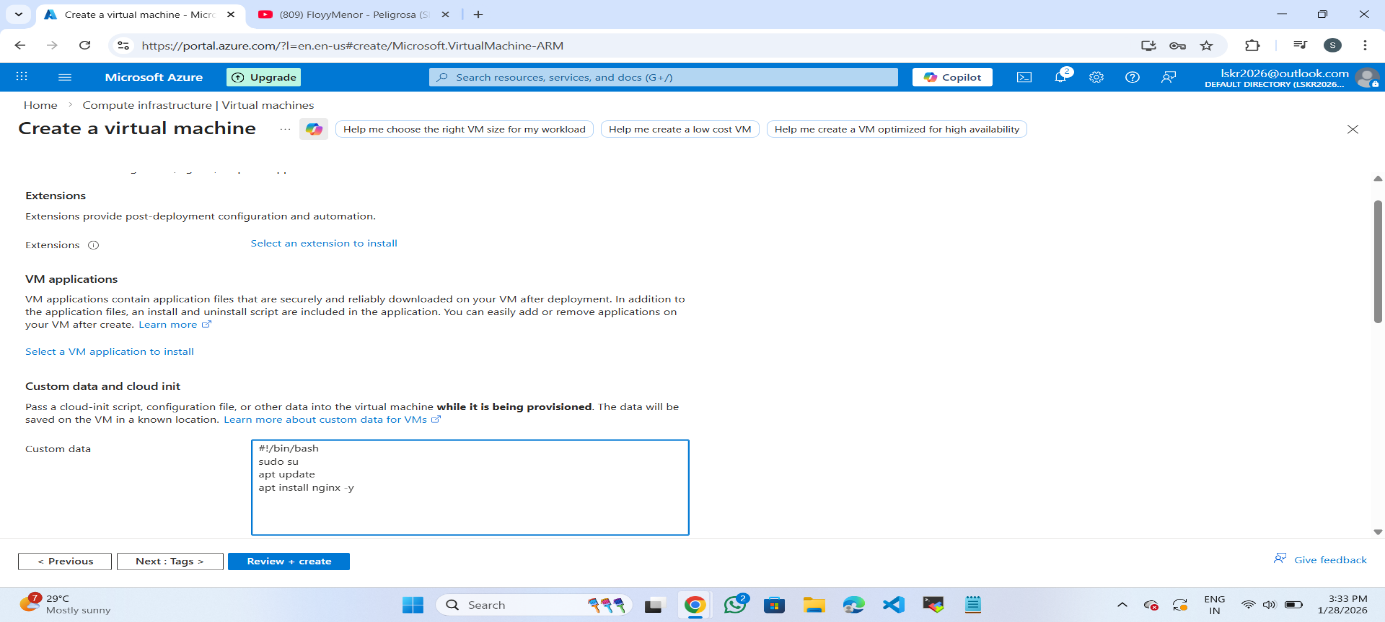 Create a virtual machine - Micro
(809) FloyyMenor - Peligrosa (S
https://portal.azure.com/?l=en.en-us#create/Microsoft.VirtualMachine-ARM
S
Microsoft Azure
Upgrade
Search resources, services, and docs (G+/)
Copilot
2
lskr2026@outlook.com
DEFAULT DIRECTORY (LSKR2026...
Home > Compute infrastructure | Virtual machines
Create a virtual machine ...
Help me choose the right VM size for my workload
Help me create a low cost VM
Help me create a VM optimized for high availability
Extensions
Extensions provide post-deployment configuration and automation.
Extensions
Select an extension to install
VM applications
VM applications contain application files that are securely and reliably downloaded on your VM after deployment. In addition to
the application files, an install and uninstall script are included in the application. You can easily add or remove applications on
your VM after create. Learn more
Select a VM application to install
Custom data and cloud init
Pass a cloud-init script, configuration file, or other data into the virtual machine while it is being provisioned. The data will be
saved on the VM in a known location. Learn more about custom data for VMs
Custom data
#!/bin/bash
sudo su
apt update
apt install nginx -y
< Previous
Next : Tags >
Review + create
Give feedback
7
29°C
Mostly sunny
Search
2
ENG
IN
3:33 PM
1/28/2026